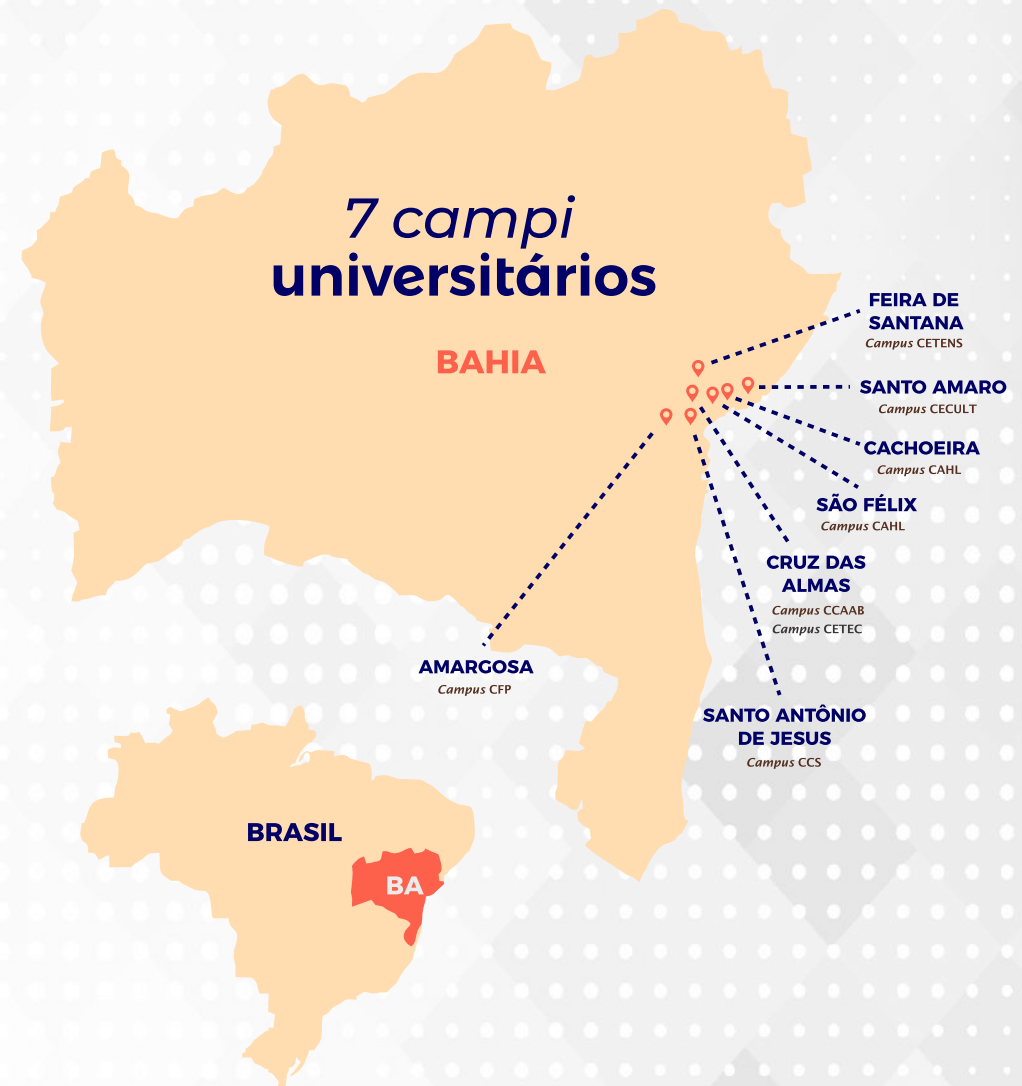 7 campi
universitários
BAHIA
FEIRA DE
SANTANA
Campus CETENS
SANTO AMARO
Campus CECULT
CACHOEIRA
Campus CAHL
SÃO FÉLIX
Campus CAHL
CRUZ DAS
ALMAS
Campus CCAAB
Campus CETEC
AMARGOSA
Campus CFP
SANTO ANTÔNIO
DE JESUS
Campus CCS
BRASIL
BA